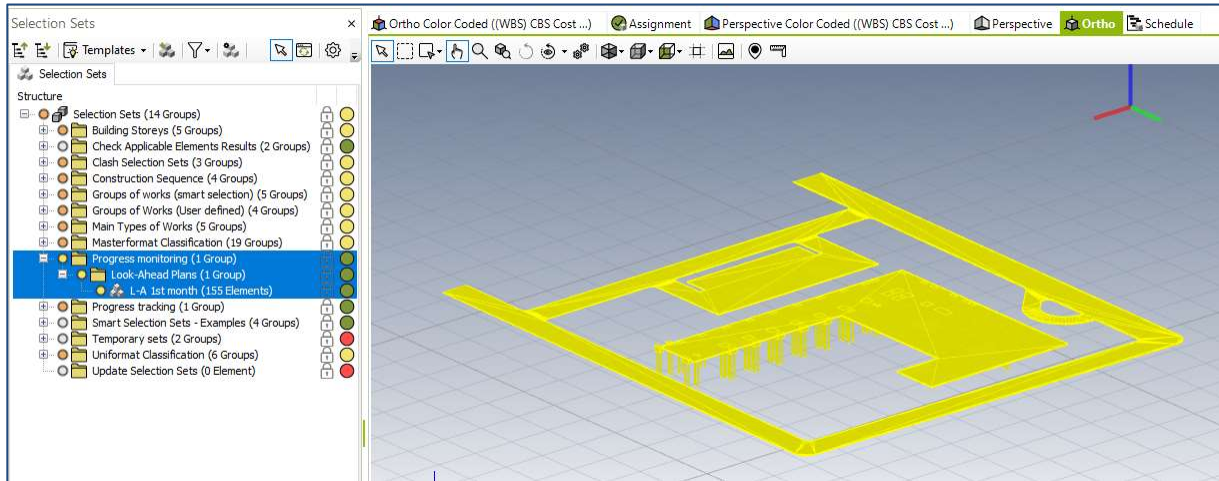 Selection Sets
Templates
Selection Sets
Structure
Selection Sets (14 Groups)
Building Storeys (5 Groups)
Check Applicable Elements Results (2 Groups)
Clash Selection Sets (3 Groups)
Construction Sequence (4 Groups)
Groups of works (smart selection) (5 Groups)
Groups of Works (User defined) (4 Groups)
Main Types of Works (5 Groups)
Masterformat Classification (19 Groups)
Progress monitoring (1 Group)
Look-Ahead Plans (1 Group)
L-A 1st month (155 Elements)
Progress tracking (1 Group)
Smart Selection Sets - Examples (4 Groups)
Temporary sets (2 Groups)
Uniformat Classification (6 Groups)
Update Selection Sets (0 Element)
Ortho Color Coded ((WBS) CBS Cost ...) Assignment Perspective Color Coded ((WBS) CBS Cost ...) Perspective Ortho Schedule